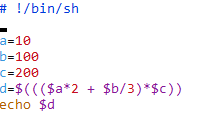 # !/bin/sh
a=10
b=100
c=200
d=$((($a*2 + $b/3)*$c))
echo $d